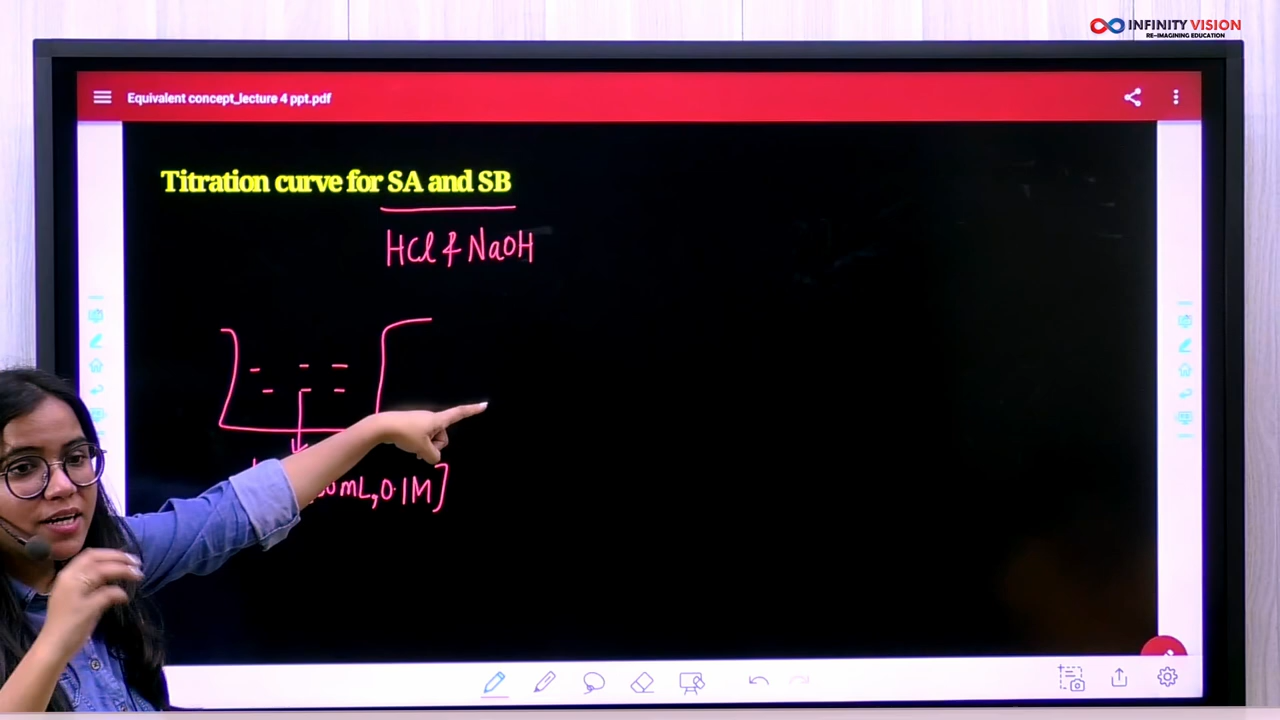 INFINITY VISION
RE-IMAGINING EDUCATION
Equivalent concept_lecture 4 ppt.pdf
Titration curve for SA and SB
HCl & NaOH
mL, 0.1M]